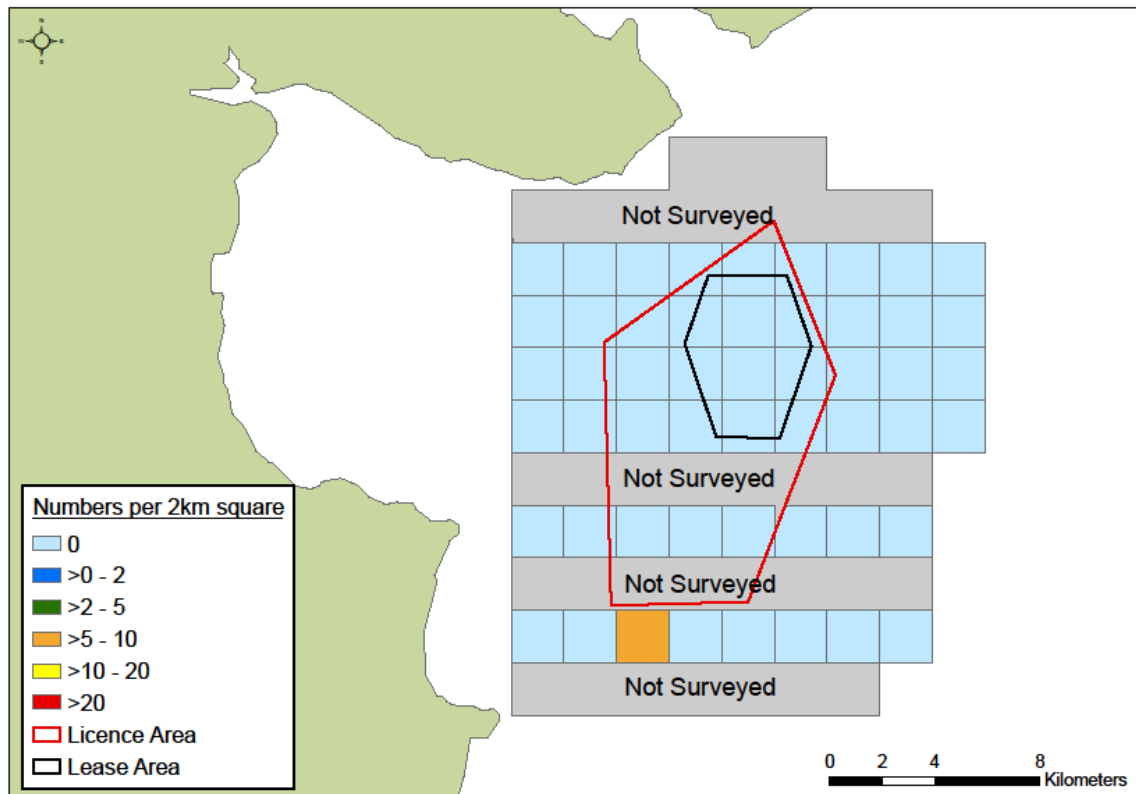 N
W
E
S
Not Surveyed
Not Surveyed
Not Surveyed
Not Surveyed
Numbers per 2km square
0
>0 - 2
>2 - 5
>5 - 10
>10 - 20
>20
Licence Area
Lease Area
0 2 4 8
Kilometers